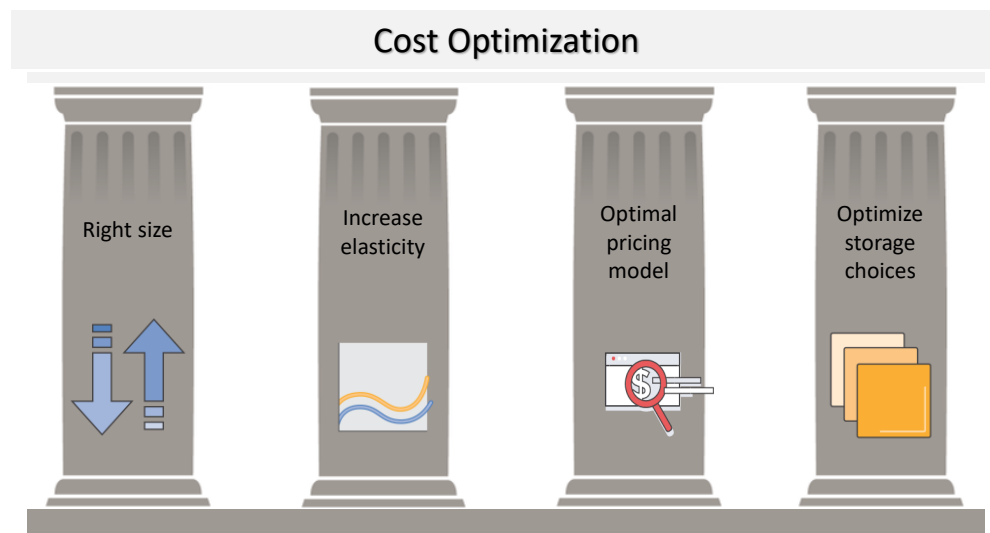 Cost Optimization
Right size
Increase
elasticity
Optimal
pricing
model
Optimize
storage
choices
$